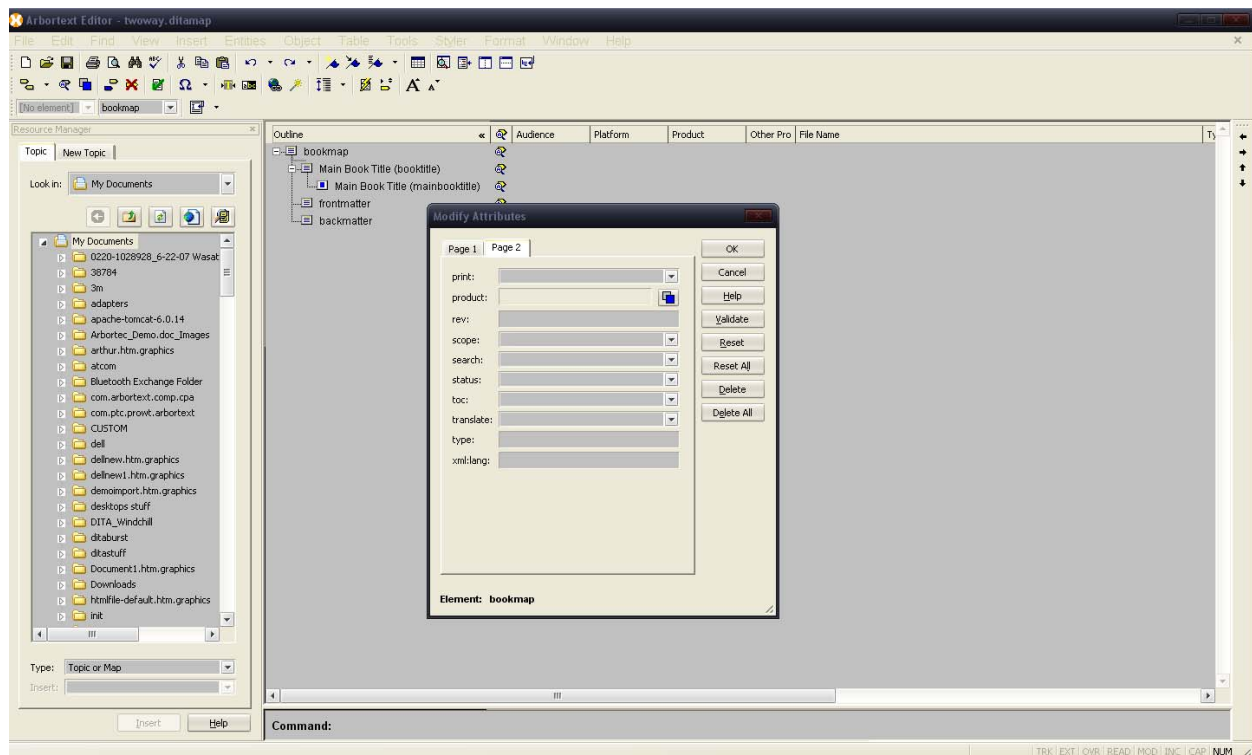 Arbortext Editor - twoway.ditamap
File Edit Find View Insert Entities Object Table Tools Styler Format Window Help
[No element] bookmap
Resource Manager
Topic New Topic
Look in: My Documents
My Documents
0220-1028928_6-22-07 Wasat
38784
3m
adapters
apache-tomcat-6.0.14
Arbortec_Demo.doc_Images
arthur.htm.graphics
atcom
Bluetooth Exchange Folder
com.arbortext.comp.cpa
com.ptc.prowt.arbortext
CUSTOM
dell
dellnew.htm.graphics
dellnew1.htm.graphics
demoimport.htm.graphics
desktops stuff
DITA_Windchill
ditaburst
ditastuff
Document1.htm.graphics
Downloads
htmlfile-default.htm.graphics
init
Type: Topic or Map
Insert:
Insert Help
Outline « Audience Platform Product Other Pro File Name Ty
bookmap
Main Book Title (booktitle)
Main Book Title (mainbooktitle)
frontmatter
backmatter
Modify Attributes
Page 1 Page 2
print:
product:
rev:
scope:
search:
status:
toc:
translate:
type:
xml:lang:
OK
Cancel
Help
Validate
Reset
Reset All
Delete
Delete All
Element: bookmap
Command:
TRK EXT OVR READ MOD INC CAP NUM